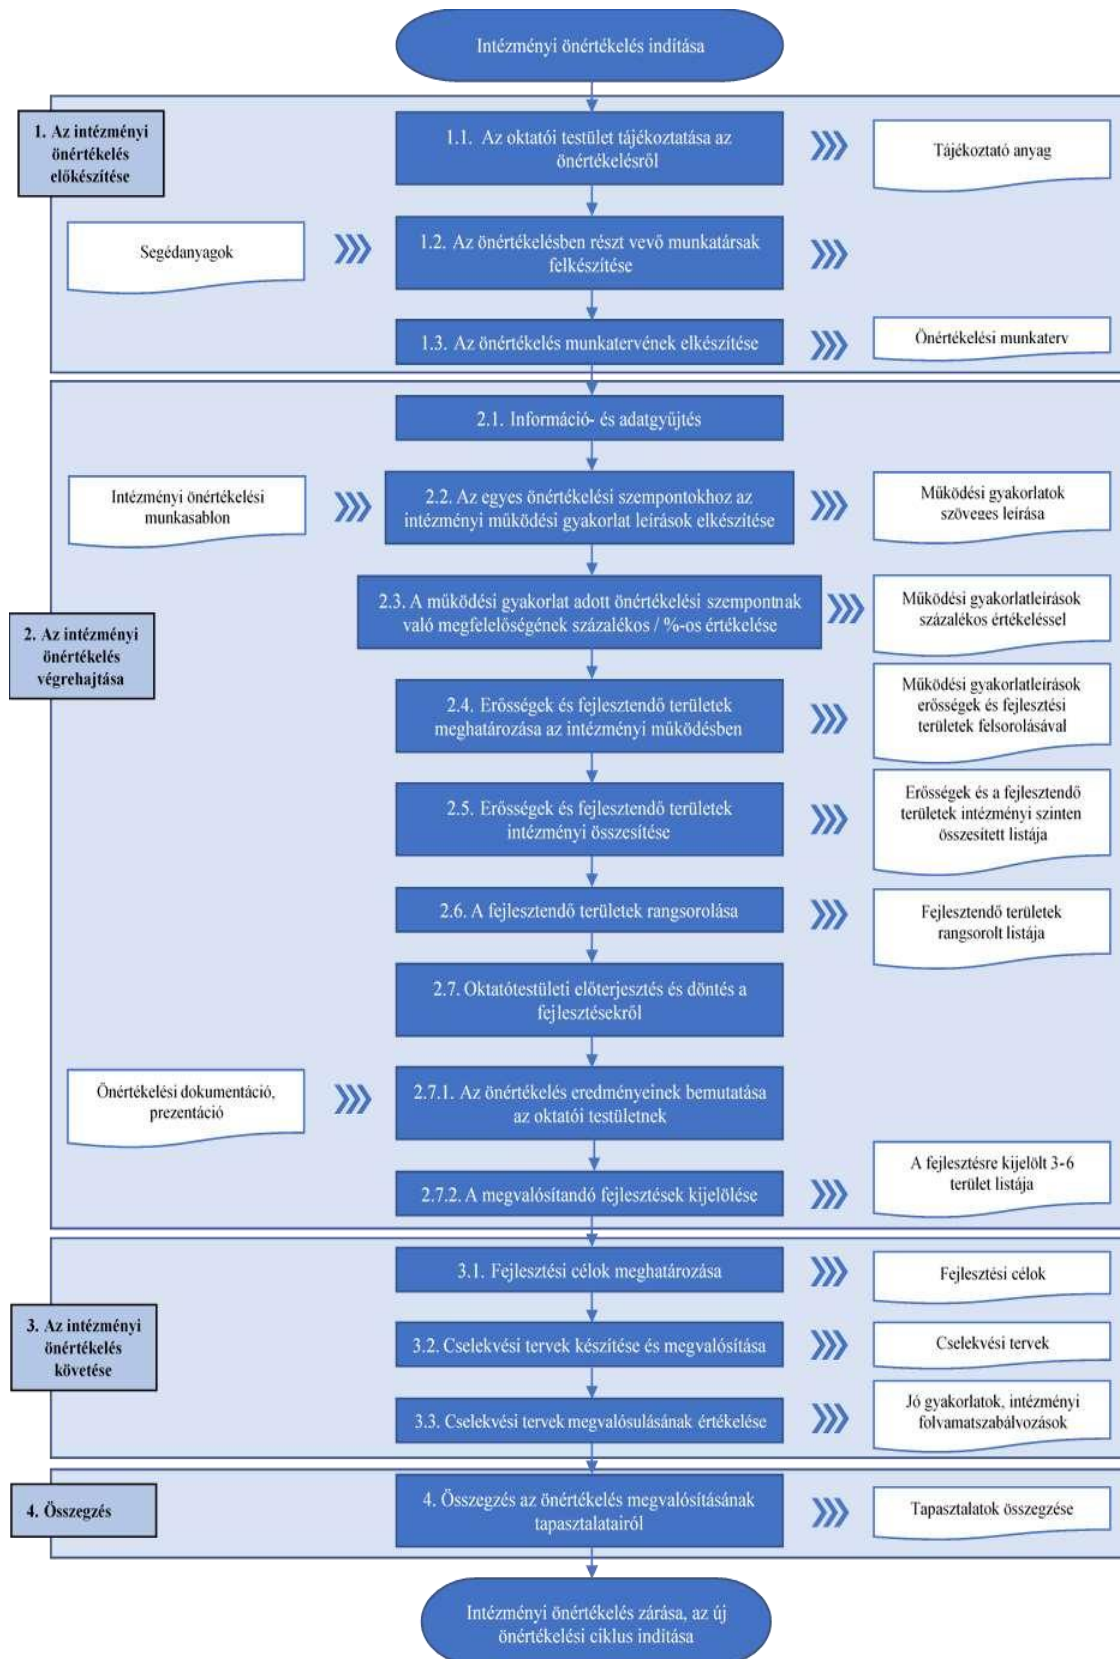 Intézményi önértékelés indítása
1. Az intézményi
önértékelés
előkészítése
1.1. Az oktatói testület tájékoztatása az
önértékelésről
Tájékoztató anyag
Segédanyagok
1.2. Az önértékelésben részt vevő munkatársak
felkészítése
1.3. Az önértékelés munkatervének elkészítése
Önértékelési munkaterv
2. Az intézményi
önértékelés
végrehajtása
2.1. Információ- és adatgyűjtés
Intézményi önértékelési
munkasablon
2.2. Az egyes önértékelési szempontokhoz az
intézményi működési gyakorlat leírások elkészítése
Működési gyakorlatok
szöveges leírása
2.3. A működési gyakorlat adott önértékelési szempontnak
való megfelelőségének százalékos / %-os értékelése
Működési gyakorlatleírások
százalékos értékeléssel
2.4. Erősségek és fejlesztendő területek
meghatározása az intézményi működésben
Működési gyakorlatleírások
erősségek és fejlesztési
területek felsorolásával
2.5. Erősségek és fejlesztendő területek
intézményi összesítése
Erősségek és a fejlesztendő
területek intézményi szinten
összesített listája
2.6. A fejlesztendő területek rangsorolása
Fejlesztendő területek
rangsorolt listája
2.7. Oktatótestületi előterjesztés és döntés a
fejlesztésekről
Önértékelési dokumentáció,
prezentáció
2.7.1. Az önértékelés eredményeinek bemutatása
az oktatói testületnek
2.7.2. A megvalósítandó fejlesztések kijelölése
A fejlesztésre kijelölt 3-6
terület listája
3. Az intézményi
önértékelés
követése
3.1. Fejlesztési célok meghatározása
Fejlesztési célok
3.2. Cselekvési tervek készítése és megvalósítása
Cselekvési tervek
3.3. Cselekvési tervek megvalósulásának értékelése
Jó gyakorlatok, intézményi
folyamatszabályozások
4. Összegzés
4. Összegzés az önértékelés megvalósításának
tapasztalatairól
Tapasztalatok összegzése
Intézményi önértékelés zárása, az új
önértékelési ciklus indítása